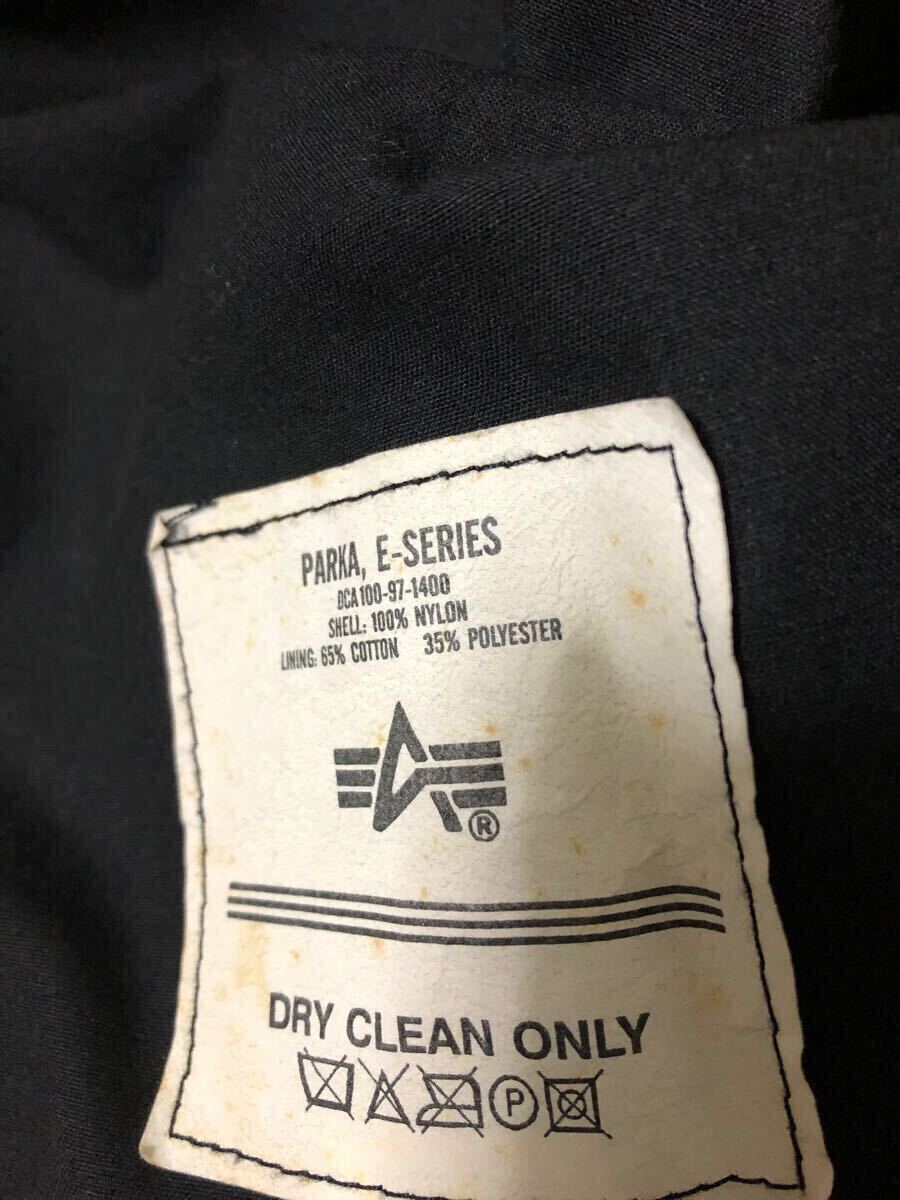 PARKA, E-SERIES
DCA100-97-1400
SHELL: 100% NYLON
LINING: 65% COTTON 35% POLYESTER
®
DRY CLEAN ONLY
P